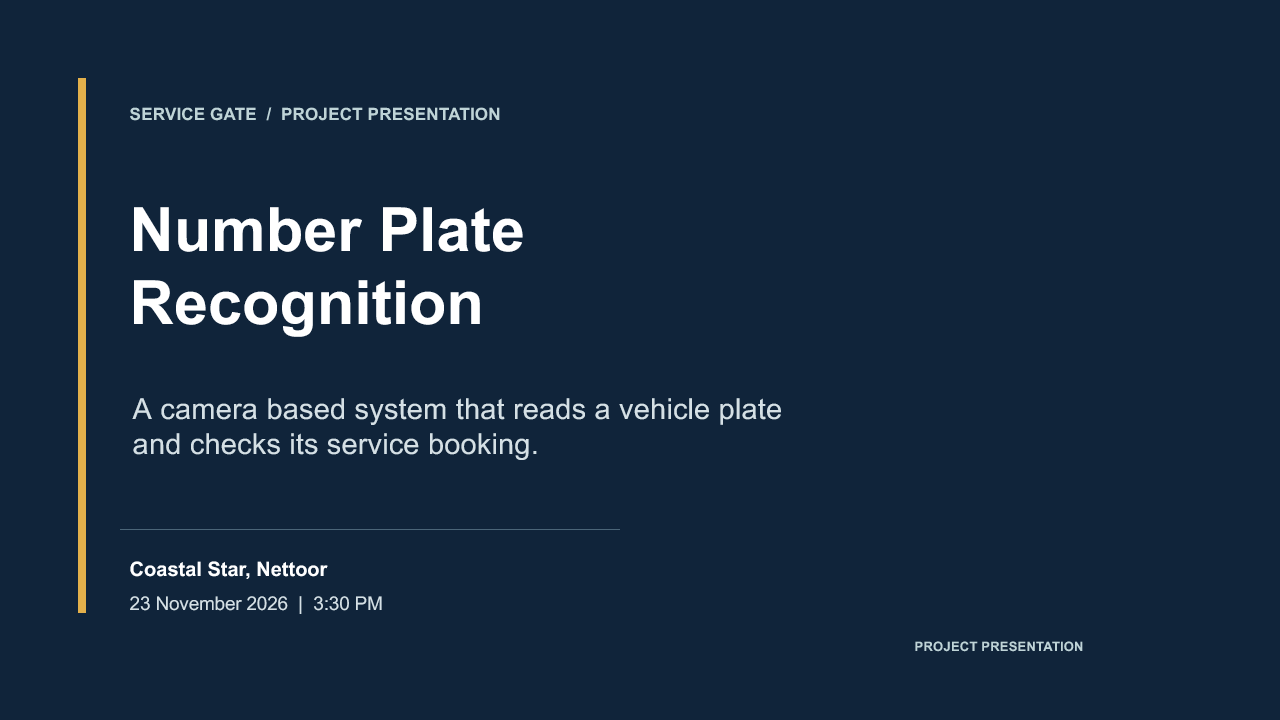 SERVICE GATE / PROJECT PRESENTATION
Number Plate
Recognition
A camera based system that reads a vehicle plate
and checks its service booking.
Coastal Star, Nettoor
23 November 2026 | 3:30 PM
PROJECT PRESENTATION